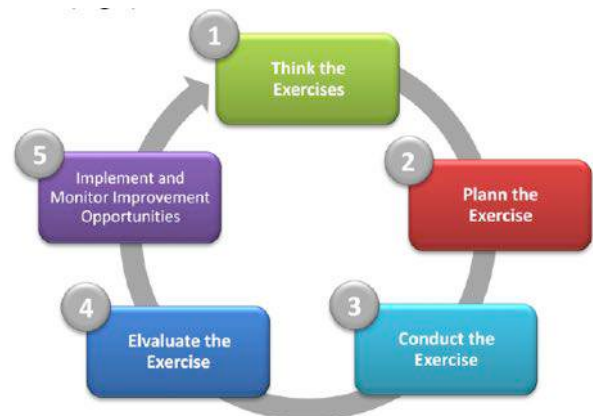 1
Think the
Exercises
2
Plann the
Exercise
3
Conduct the
Exercise
4
Elvaluate the
Exercise
5
Implement and
Monitor Improvement
Opportunities